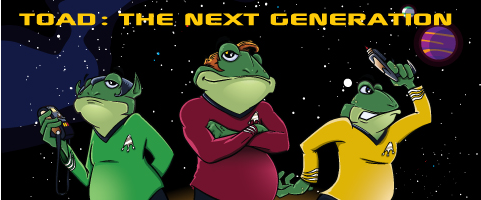 TOAD: THE NEXT GENERATION